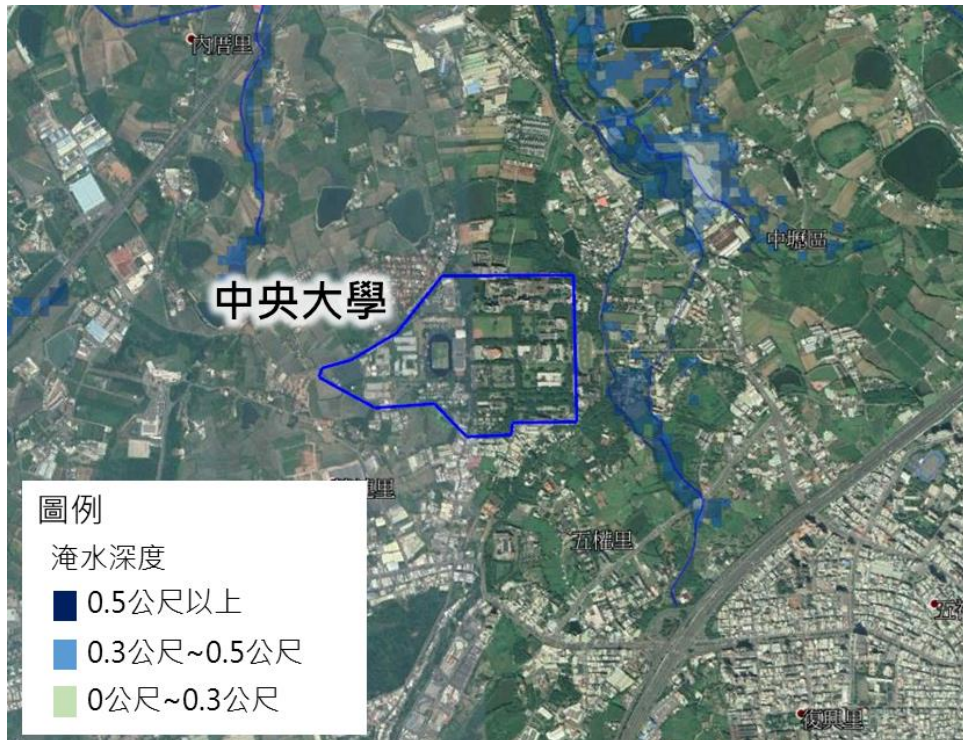 內厝里
中壢區
中央大學
五權里
圖例
淹水深度
0.5公尺以上
0.3公尺~0.5公尺
0公尺~0.3公尺
復興里